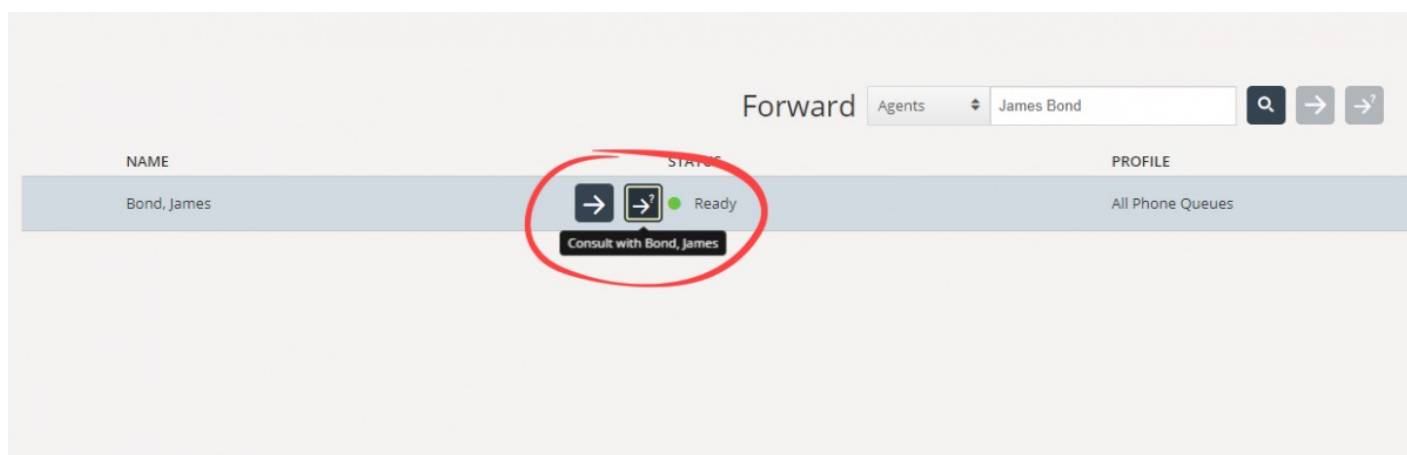 Forward Agents James Bond
NAME STATUS PROFILE
Bond, James ? Ready All Phone Queues
Consult with Bond, James